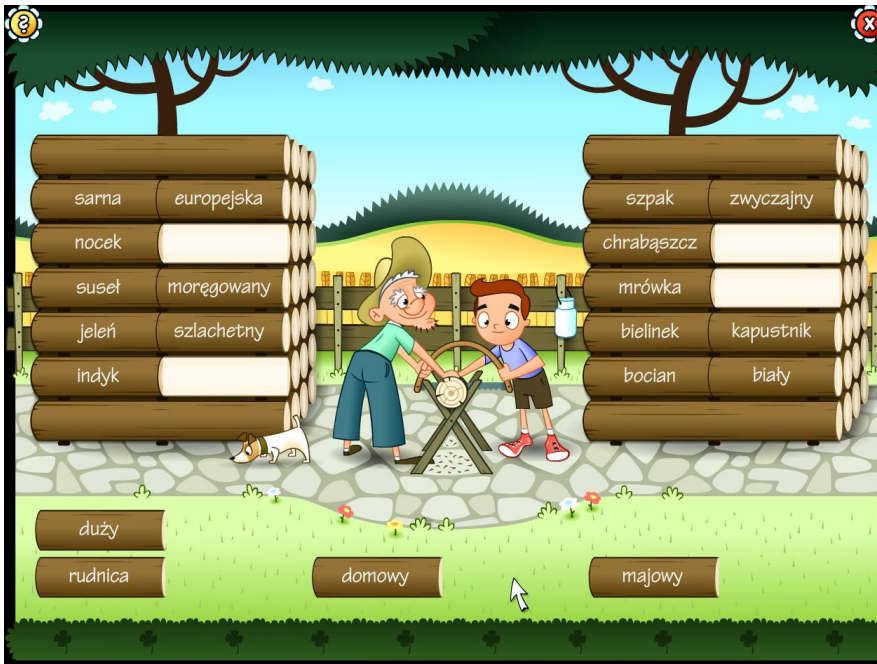 ?
x
sarna europejska
nocek
suseł moręgowany
jeleń szlachetny
indyk
szpak zwyczajny
chrabąszcz
mrówka
bielinek kapustnik
bocian biały
duży
rudnica domowy majowy